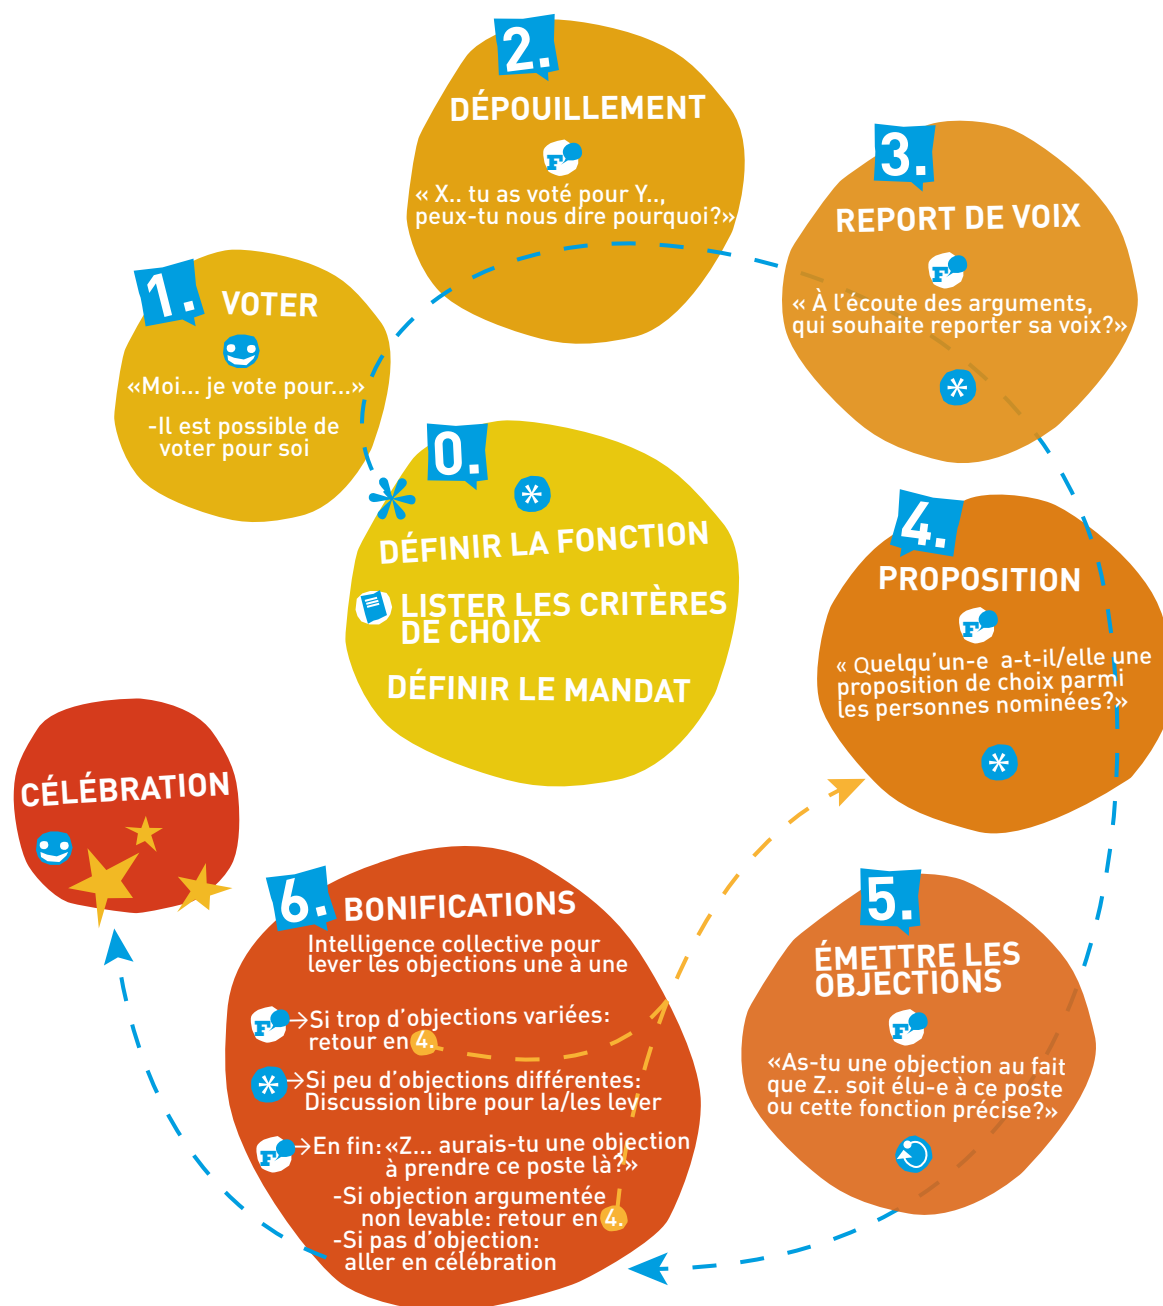 0.
DÉFINIR LA FONCTION
LISTER LES CRITÈRES
DE CHOIX
DÉFINIR LE MANDAT
1.
VOTER
«Moi... je vote pour...»
-Il est possible de
voter pour soi
2.
DÉPOUILLEMENT
F
« X.. tu as voté pour Y..,
peux-tu nous dire pourquoi?»
3.
REPORT DE VOIX
F
« À l'écoute des arguments,
qui souhaite reporter sa voix?»
4.
PROPOSITION
F
« Quelqu'un-e a-t-il/elle une
proposition de choix parmi
les personnes nominées?»
5.
ÉMETTRE LES
OBJECTIONS
F
«As-tu une objection au fait
que Z.. soit élu-e à ce poste
ou cette fonction précise?»
6.
BONIFICATIONS
Intelligence collective pour
lever les objections une à une
F →Si trop d'objections variées:
retour en 4.
→Si peu d'objections différentes:
Discussion libre pour la/les lever
F →En fin: «Z... aurais-tu une objection
à prendre ce poste là?»
-Si objection argumentée
non levable: retour en 4.
-Si pas d'objection:
aller en célébration
CÉLÉBRATION